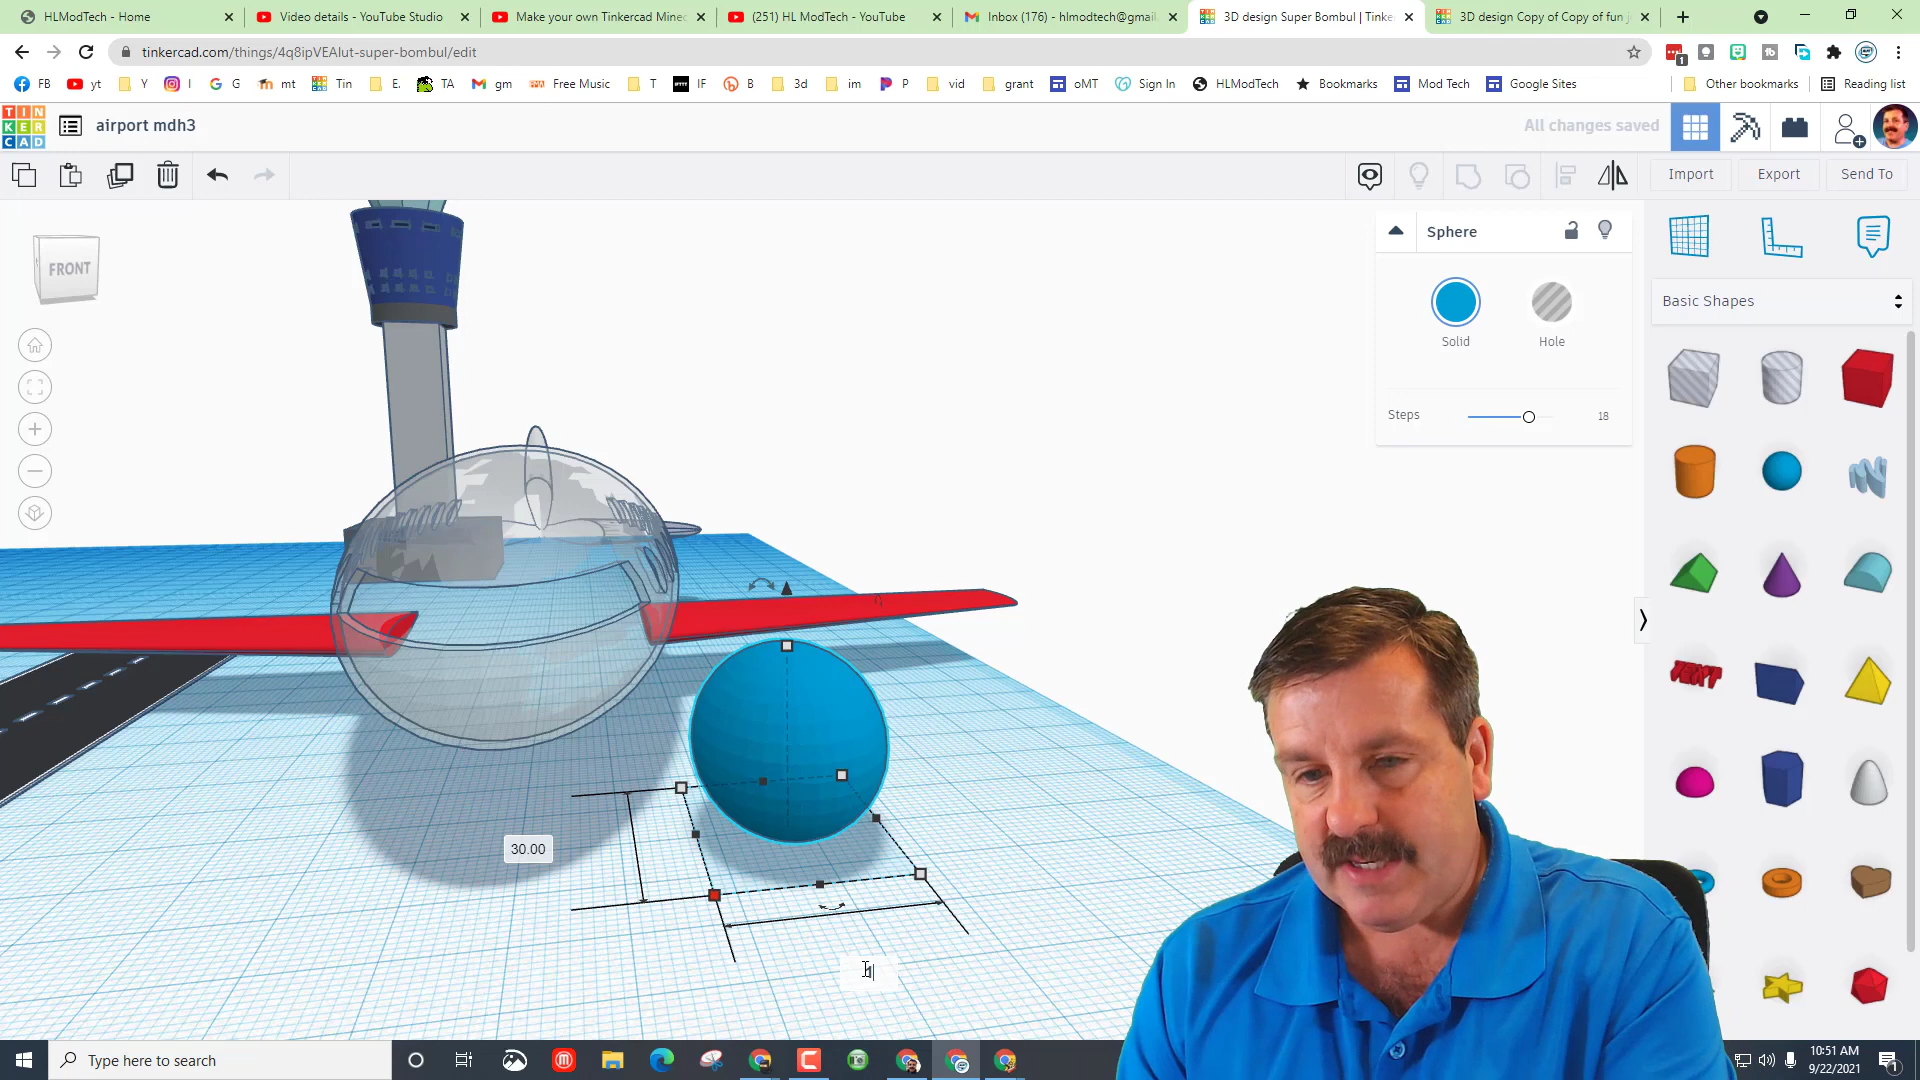 HLModTech - Home
Video details - YouTube Studio
Make your own Tinkercad Minec
(251) HL ModTech - YouTube
Inbox (176) - hlmodtech@gmail.
3D design Super Bombul | Tinke
3D design Copy of Copy of fun j
tinkercad.com/things/4q8ipVEAlut-super-bombul/edit
1
FB yt Y I G mt Tin E. TA gm Free Music T IF B 3d im P vid grant oMT Sign In HLModTech Bookmarks Mod Tech Google Sites Other bookmarks Reading list
TIN
KER
CAD
airport mdh3
All changes saved
Import
Export
Send To
FRONT
Sphere
Solid
Hole
Steps
18
Basic Shapes
TEXT
30.00
1
Type here to search
10:51 AM
9/22/2021
1